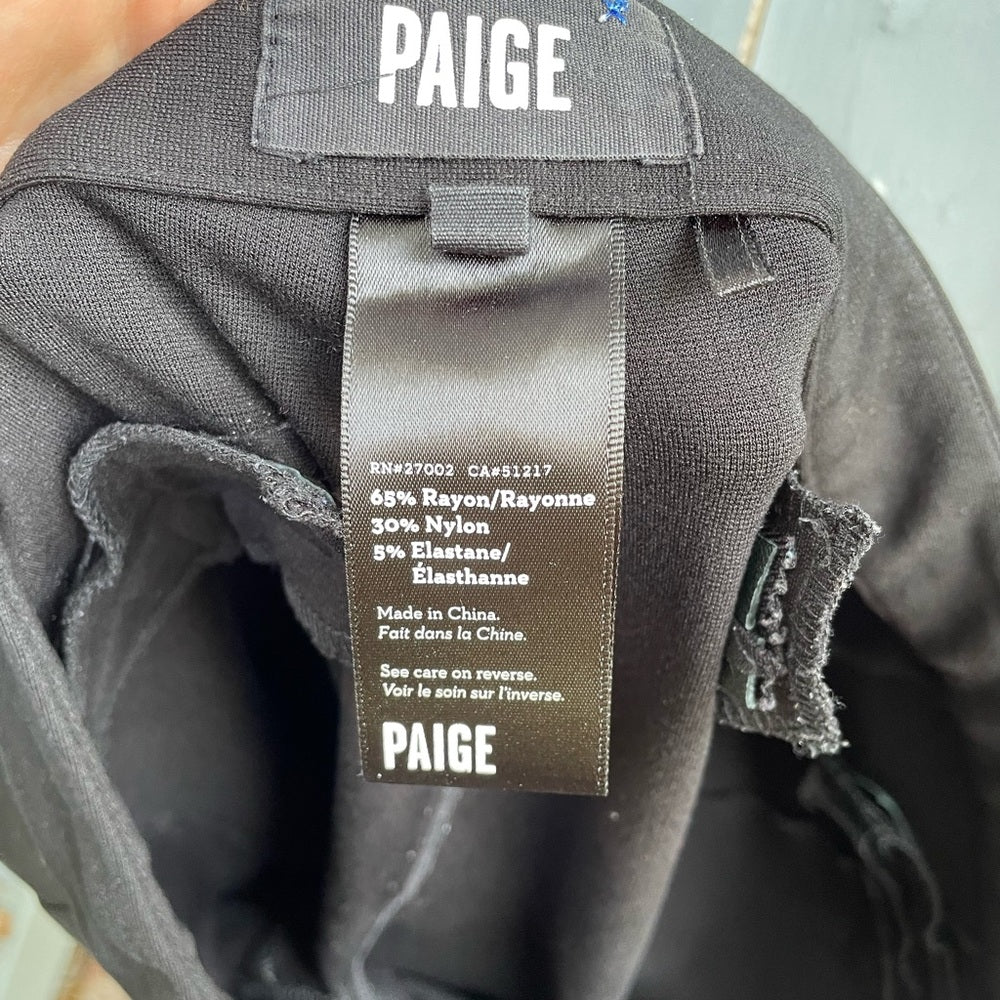 PAIGE
RN#27002 CA#51217
65% Rayon/Rayonne
30% Nylon
5% Elastane/
Élasthanne
Made in China.
Fait dans la Chine.
See care on reverse.
Voir le soin sur l'inverse.
PAIGE